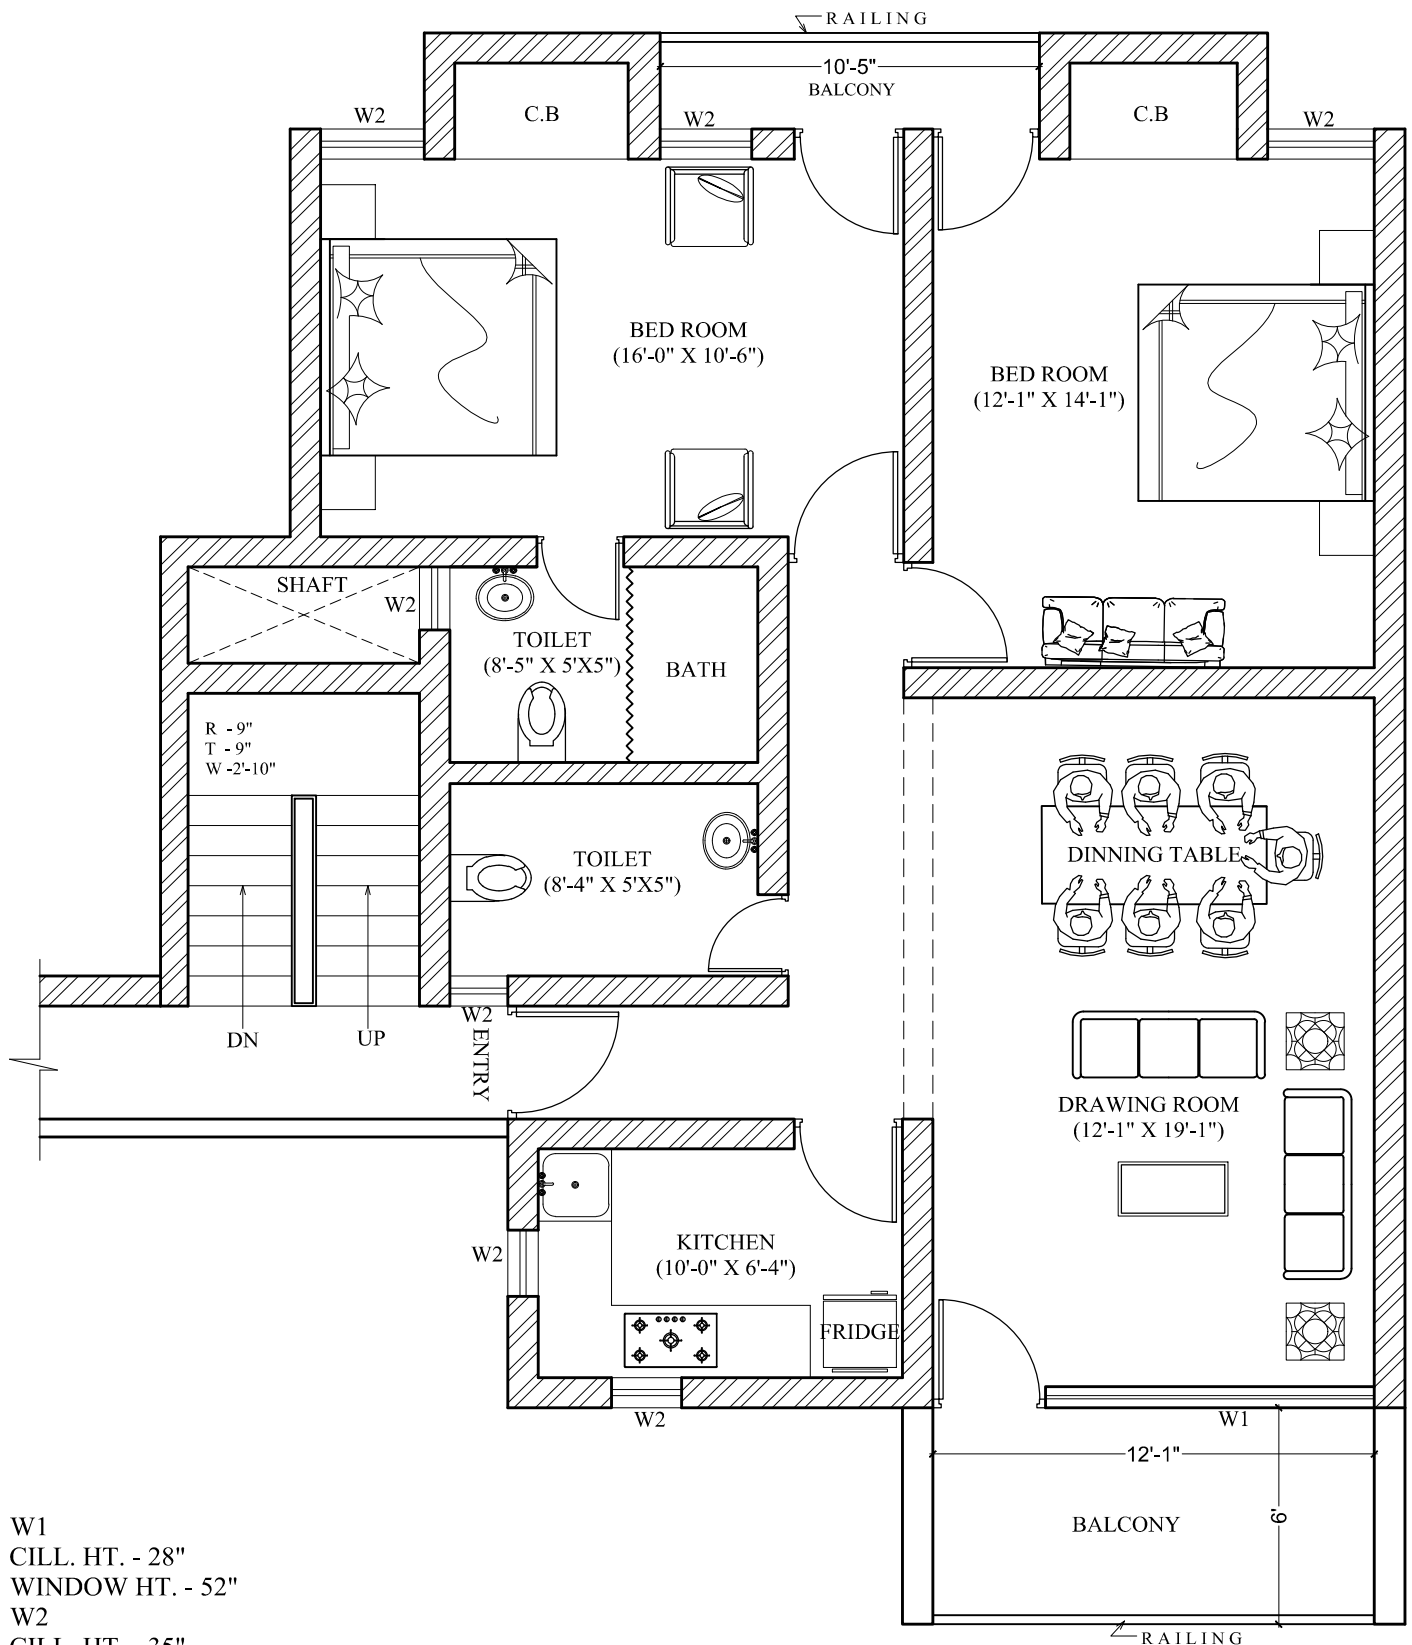 RAILING
10'-5"
BALCONY
C.B
C.B
W2
W2
W2
BED ROOM
(16'-0" X 10'-6")
BED ROOM
(12'-1" X 14'-1")
SHAFT
W2
TOILET
(8'-5" X 5'X5")
BATH
R - 9"
T - 9"
W -2'-10"
TOILET
(8'-4" X 5'X5")
DINNING TABLE
W2
ENTRY
DN
UP
DRAWING ROOM
(12'-1" X 19'-1")
KITCHEN
(10'-0" X 6'-4")
W2
FRIDGE
W2
W1
12'-1"
6'
BALCONY
RAILING
W1
CILL. HT. - 28"
WINDOW HT. - 52"
W2
CILL. HT. - 35"